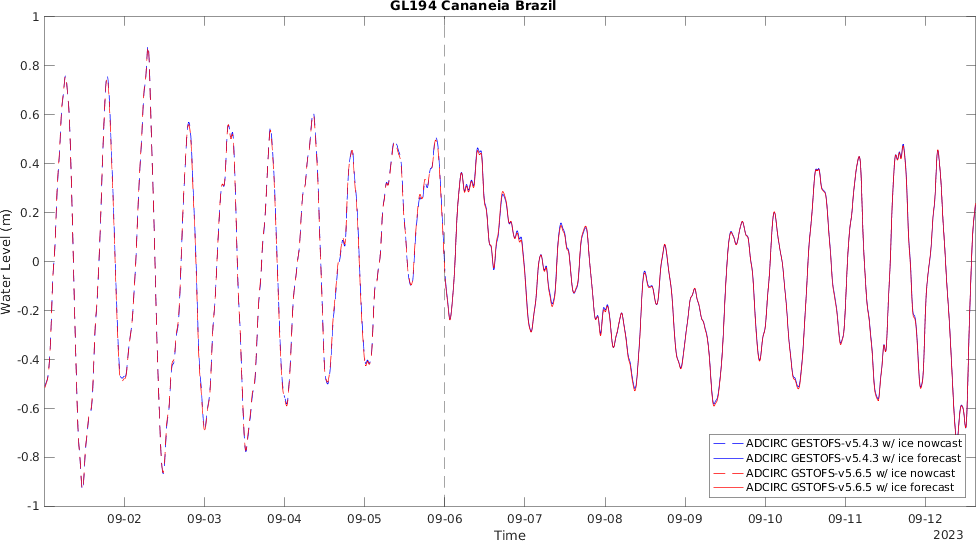 GL194 Cananeia Brazil
Water Level (m)
1
0.8
0.6
0.4
0.2
0
-0.2
-0.4
-0.6
-0.8
-1
ADCIRC GESTOFS-v5.4.3 w/ ice nowcast
ADCIRC GESTOFS-v5.4.3 w/ ice forecast
ADCIRC GSTOFS-v5.6.5 w/ ice nowcast
ADCIRC GSTOFS-v5.6.5 w/ ice forecast
09-02 09-03 09-04 09-05 09-06 09-07 09-08 09-09 09-10 09-11 09-12
Time
2023